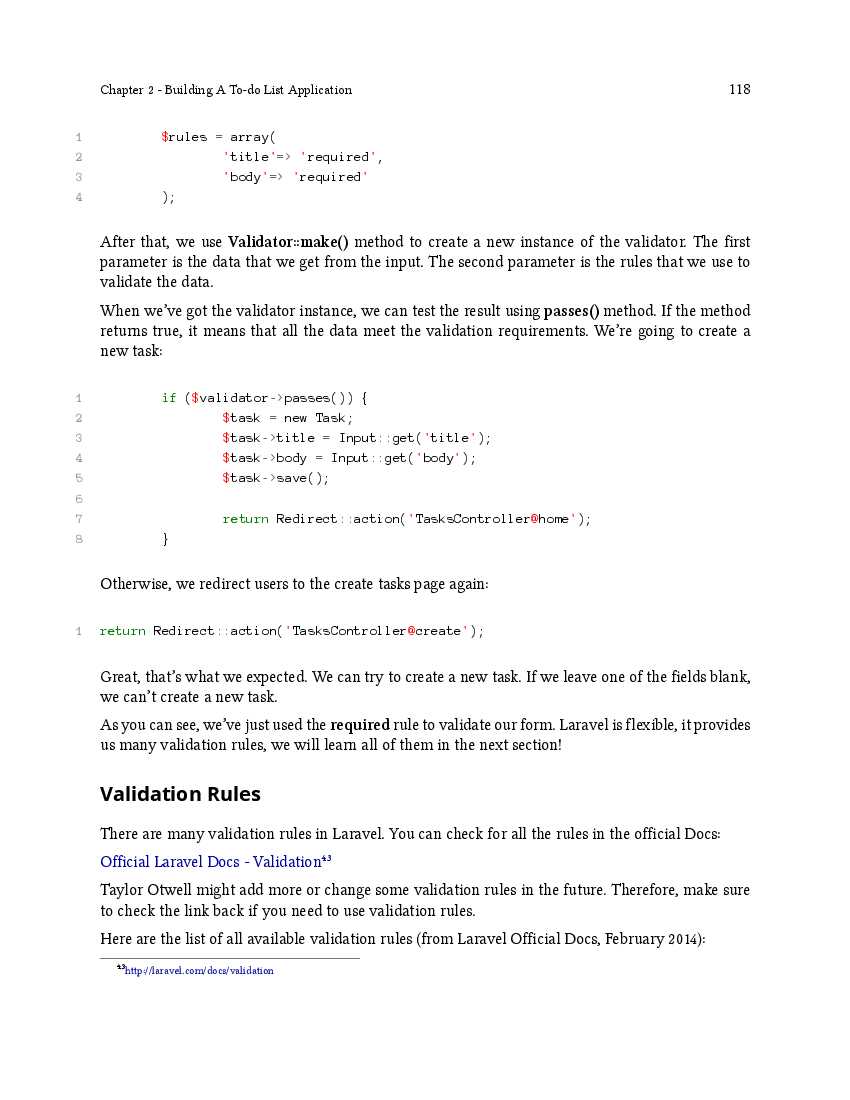 Chapter 2 - Building A To-do List Application 118
1 $rules = array(
2 'title'=> 'required',
3 'body'=> 'required'
4 );
After that, we use Validator::make() method to create a new instance of the validator. The first
parameter is the data that we get from the input. The second parameter is the rules that we use to
validate the data.
When we've got the validator instance, we can test the result using passes() method. If the method
returns true, it means that all the data meet the validation requirements. We're going to create a
new task:
1 if ($validator->passes()) {
2 $task = new Task;
3 $task->title = Input::get('title');
4 $task->body = Input::get('body');
5 $task->save();
6
7 return Redirect::action('TasksController@home');
8 }
Otherwise, we redirect users to the create tasks page again:
1 return Redirect::action('TasksController@create');
Great, that's what we expected. We can try to create a new task. If we leave one of the fields blank,
we can't create a new task.
As you can see, we've just used the required rule to validate our form. Laravel is flexible, it provides
us many validation rules, we will learn all of them in the next section!
Validation Rules
There are many validation rules in Laravel. You can check for all the rules in the official Docs:
Official Laravel Docs - Validation⁴³
Taylor Otwell might add more or change some validation rules in the future. Therefore, make sure
to check the link back if you need to use validation rules.
Here are the list of all available validation rules (from Laravel Official Docs, February 2014):
⁴³http://laravel.com/docs/validation